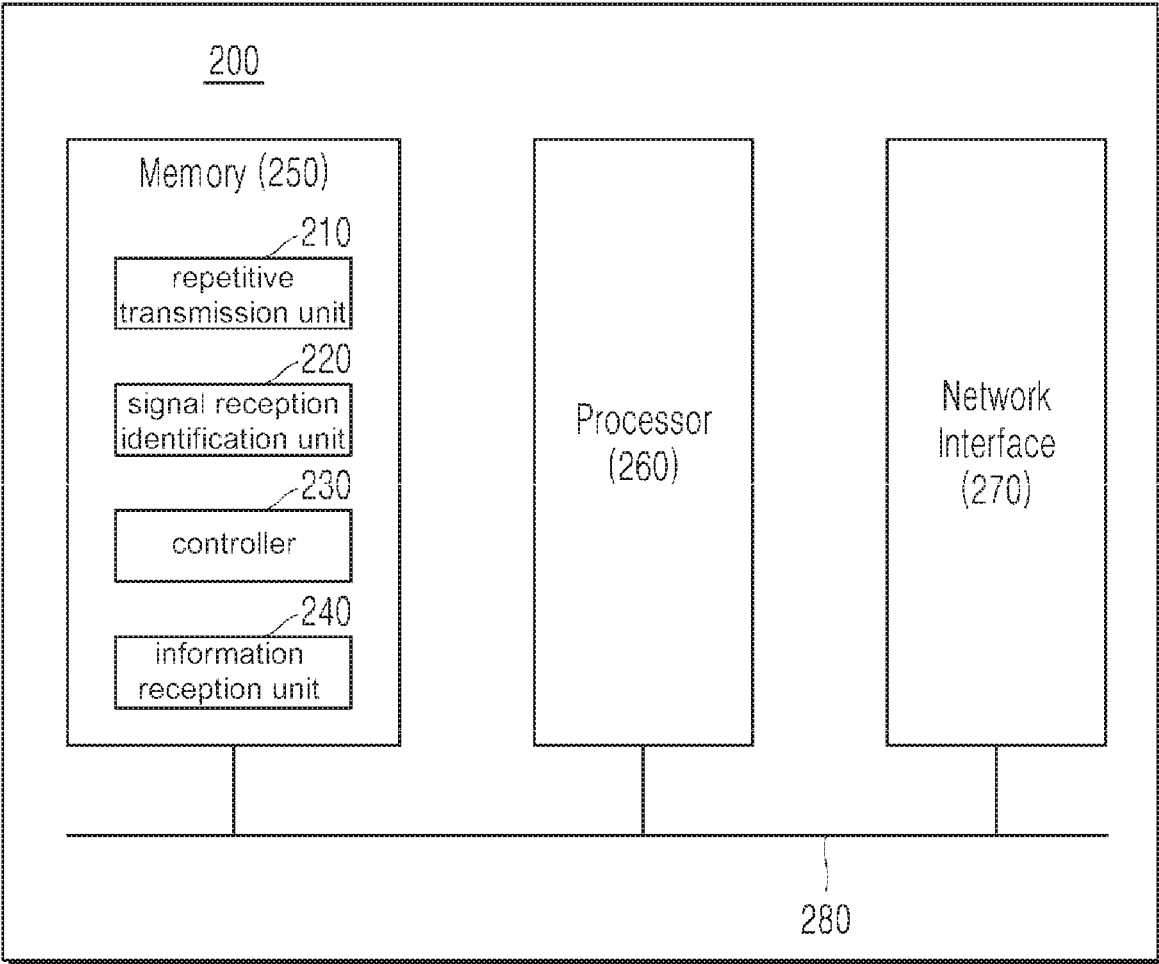 200
Memory (250)
210
repetitive
transmission unit
220
signal reception
identification unit
230
controller
240
information
reception unit
Processor
(260)
Network
Interface
(270)
280